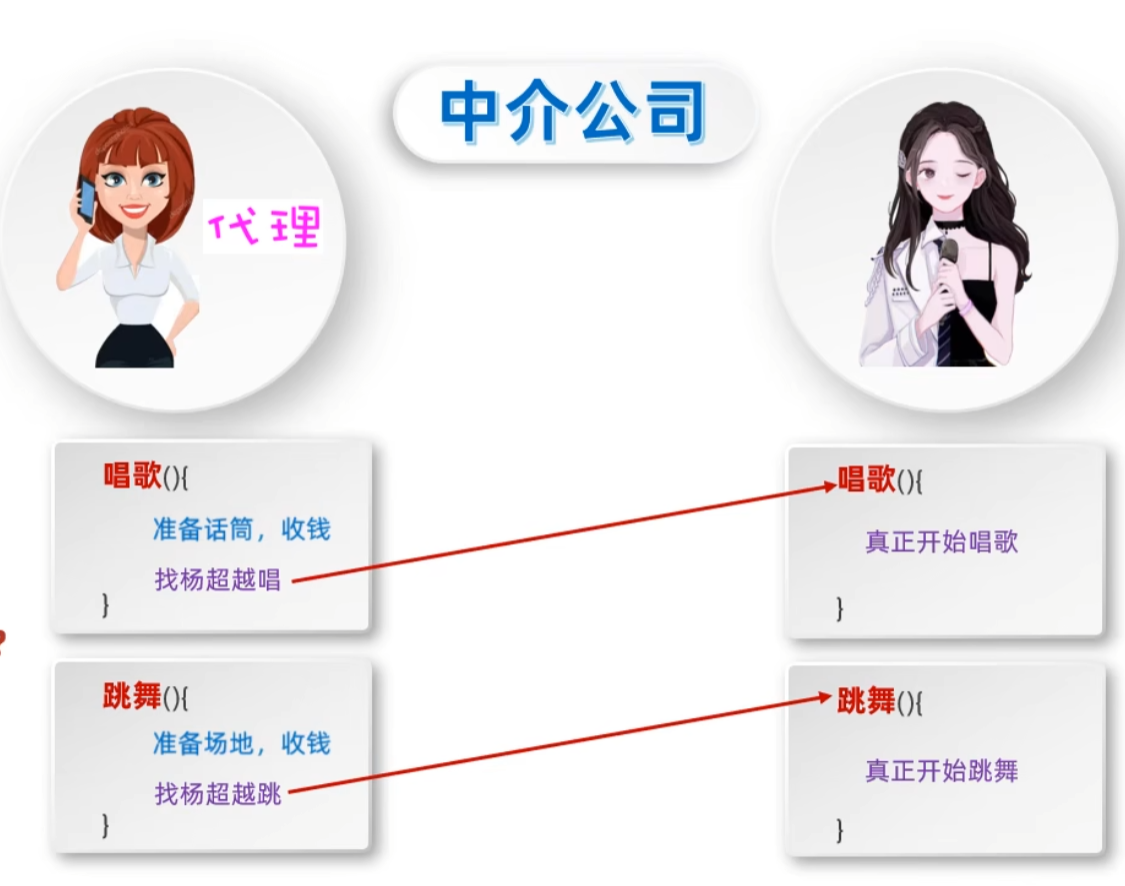 中介公司
代理
唱歌(){
准备话筒，收钱
找杨超越唱
}
跳舞(){
准备场地，收钱
找杨超越跳
}
唱歌(){
真正开始唱歌
}
跳舞(){
真正开始跳舞
}